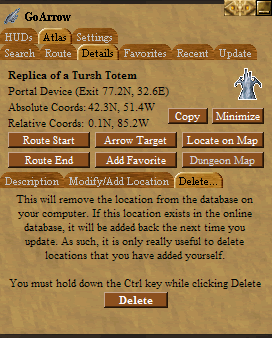 GoArrow
HUDs Atlas Settings
Search Route Details Favorites Recent Update
Replica of a Tursh Totem
Portal Device (Exit 77.2N, 32.6E)
Absolute Coords: 42.3N, 51.4W
Relative Coords: 0.1N, 85.2W
Copy Minimize
Route Start Arrow Target Locate on Map
Route End Add Favorite Dungeon Map
Description Modify/Add Location Delete...
This will remove the location from the database on
your computer. If this location exists in the online
database, it will be added back the next time you
update. As such, it is only really useful to delete
locations that you have added yourself.
You must hold down the Ctrl key while clicking Delete
Delete